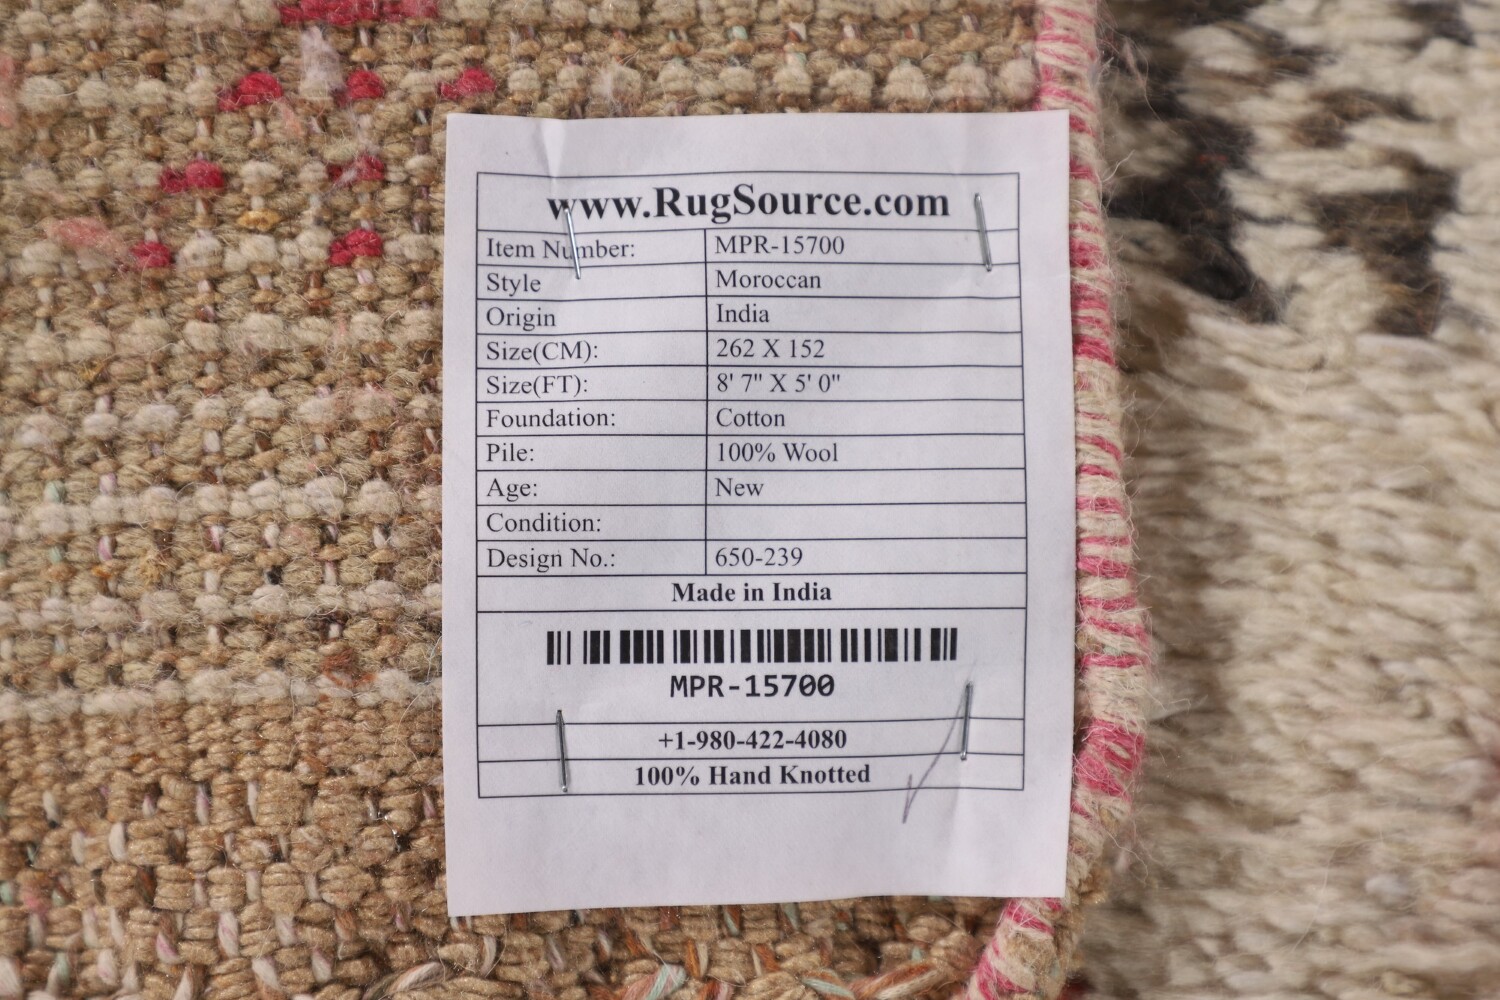 www.RugSource.com
Item Number: MPR-15700
Style Moroccan
Origin India
Size(CM): 262 X 152
Size(FT): 8' 7" X 5' 0"
Foundation: Cotton
Pile: 100% Wool
Age: New
Condition:
Design No.: 650-239
Made in India
MPR-15700
+1-980-422-4080
100% Hand Knotted